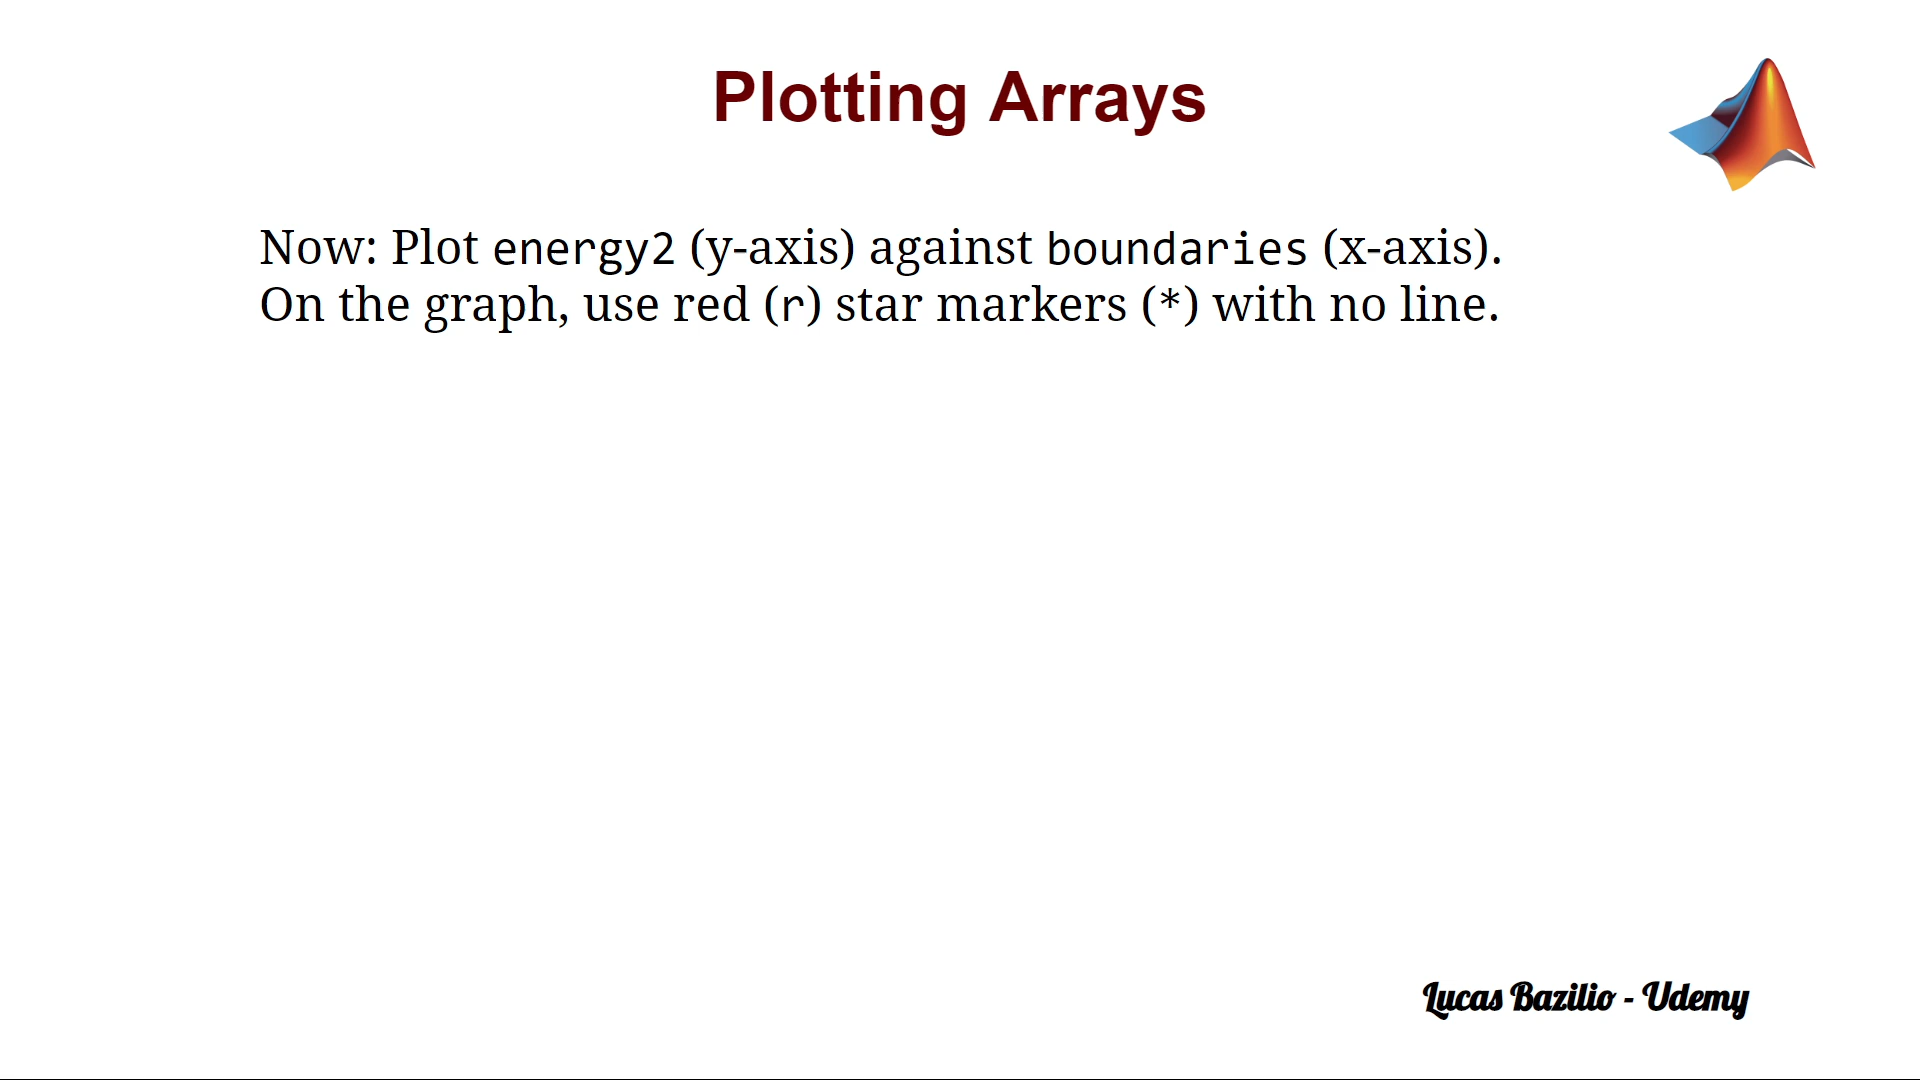 Plotting Arrays
Now: Plot energy2 (y-axis) against boundaries (x-axis).
On the graph, use red (r) star markers (*) with no line.
Lucas Bazilio - Udemy